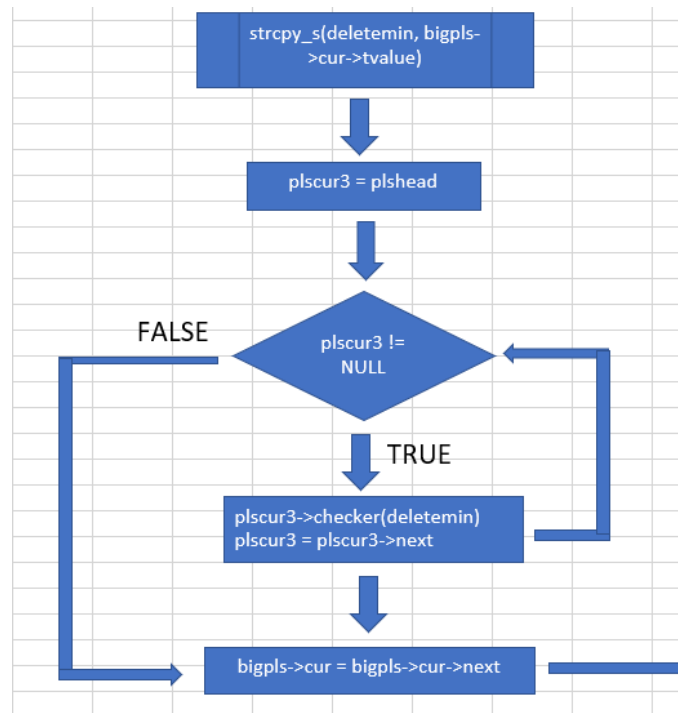 strcpy_s(deletemin, bigpls-
>cur->tvalue)
plscur3 = plshead
FALSE
plscur3 !=
NULL
TRUE
plscur3->checker(deletemin)
plscur3 = plscur3->next
bigpls->cur = bigpls->cur->next